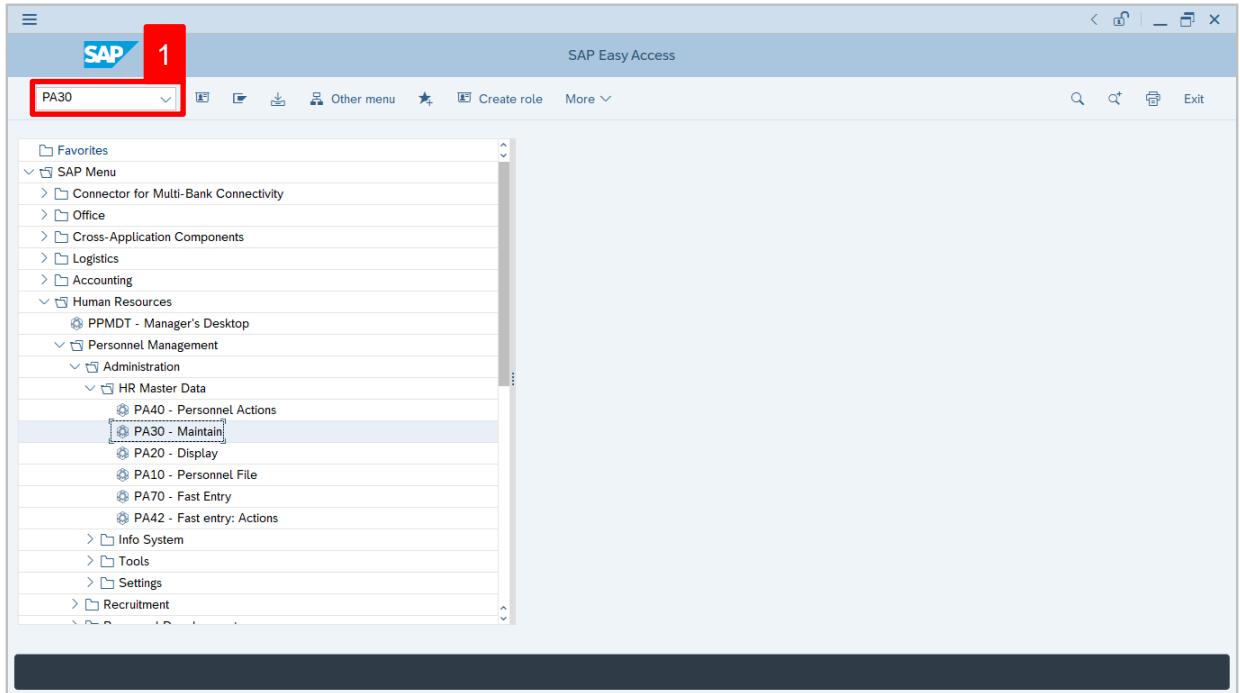 SAP
1
SAP Easy Access
PA30
Other menu
Create role
More
Exit
Favorites
SAP Menu
Connector for Multi-Bank Connectivity
Office
Cross-Application Components
Logistics
Accounting
Human Resources
PPMDT - Manager's Desktop
Personnel Management
Administration
HR Master Data
PA40 - Personnel Actions
PA30 - Maintain
PA20 - Display
PA10 - Personnel File
PA70 - Fast Entry
PA42 - Fast entry: Actions
Info System
Tools
Settings
Recruitment